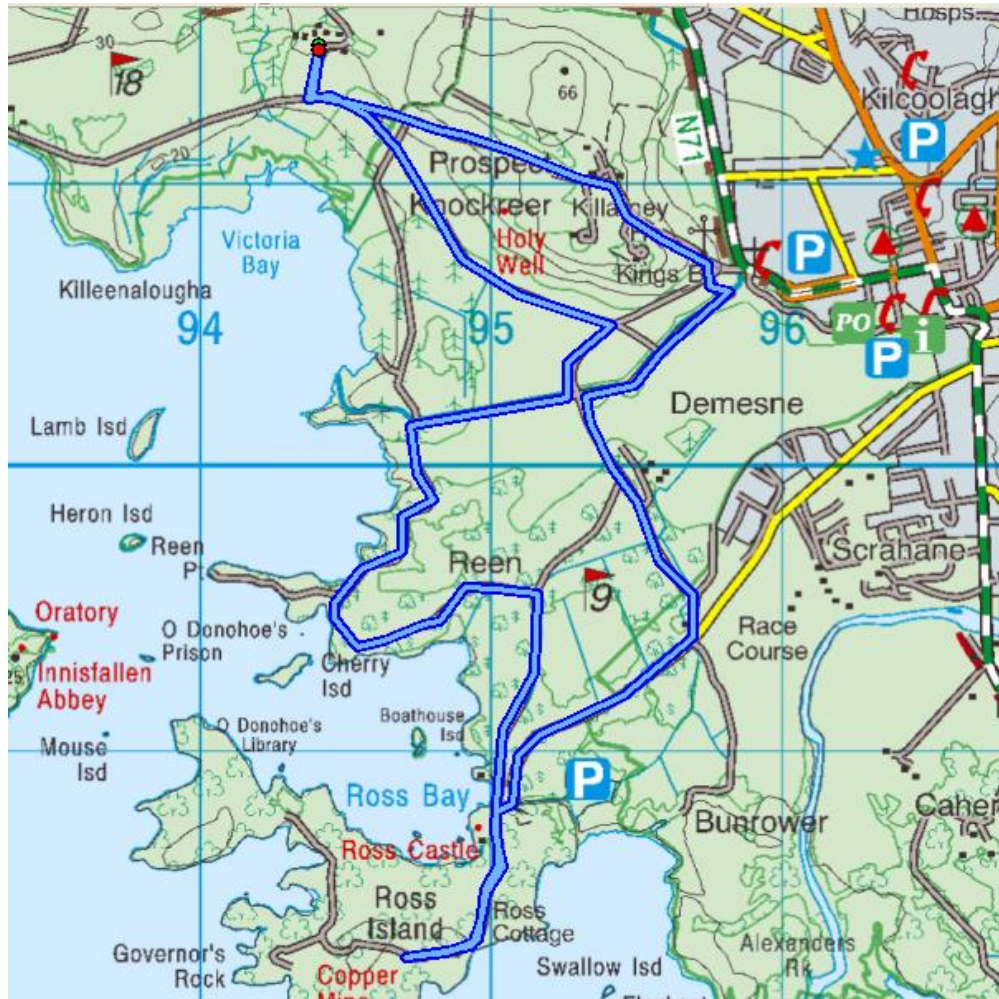 Hosps
30
18
66
Kilcoolagh
N71
P
20
Prospect
Knockreer
Killarney
Holy
Well
Victoria
Bay
Kings B
P
Killeenalougha
94
95
96
PO
i
P
Lamb Isd
Demesne
Heron Isd
Reen
Pt
Reen
Scrahane
9
Oratory
O Donohoe's
Prison
Race
Course
Innisfallen
Abbey
Cherry
Isd
25
O Donohoe's
Library
Boathouse
Isd
Mouse
Isd
P
Ross Bay
Bunrower
Caher
Ross Castle
Ross
Island
Ross
Cottage
Governor's
Rock
Alexanders
Rk
Copper
Swallow Isd